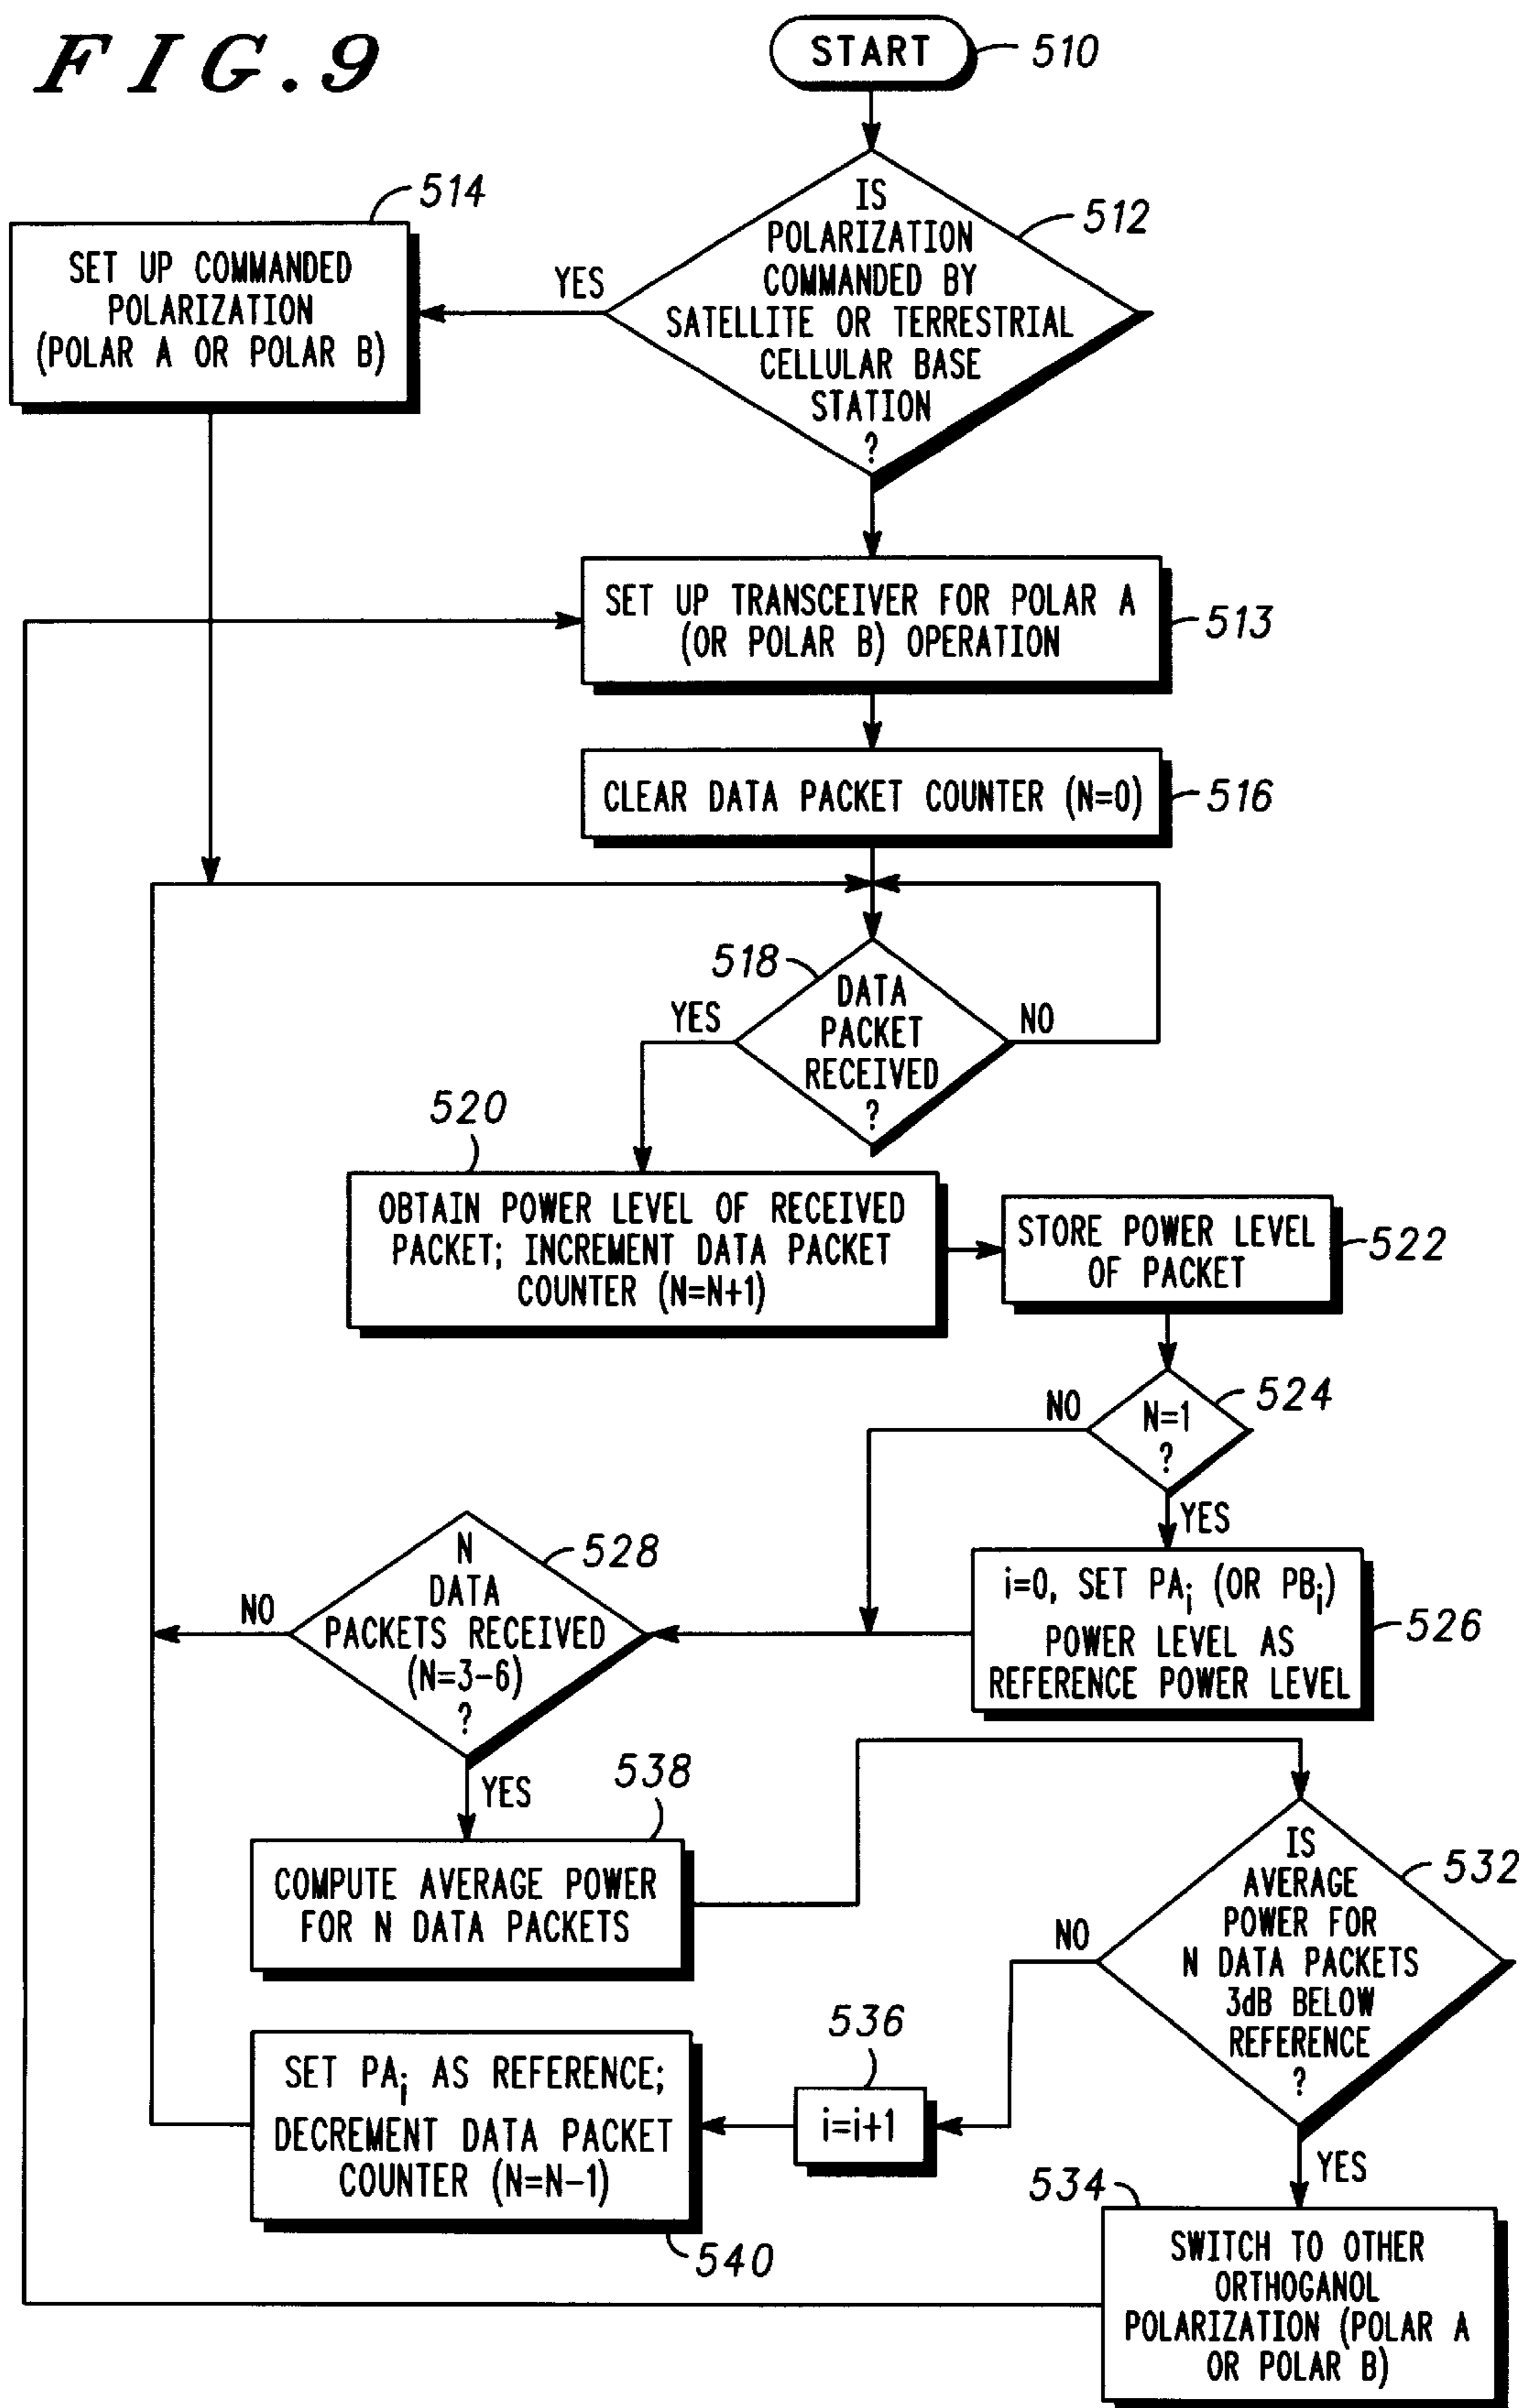 FIG.9
START
510
IS
POLARIZATION
COMMANDED BY
SATELLITE OR TERRESTRIAL
CELLULAR BASE
STATION
?
512
YES
514
SET UP COMMANDED
POLARIZATION
(POLAR A OR POLAR B)
SET UP TRANSCEIVER FOR POLAR A
(OR POLAR B) OPERATION
513
CLEAR DATA PACKET COUNTER (N=0)
516
518
DATA
PACKET
RECEIVED
?
YES
NO
520
OBTAIN POWER LEVEL OF RECEIVED
PACKET; INCREMENT DATA PACKET
COUNTER (N=N+1)
STORE POWER LEVEL
OF PACKET
522
N=1
?
524
NO
YES
i=0, SET PAi (OR PBi)
POWER LEVEL AS
REFERENCE POWER LEVEL
526
N
DATA
PACKETS RECEIVED
(N=3-6)
?
528
NO
YES
538
COMPUTE AVERAGE POWER
FOR N DATA PACKETS
IS
AVERAGE
POWER FOR
N DATA PACKETS
3dB BELOW
REFERENCE
?
532
NO
YES
536
i=i+1
SET PAi AS REFERENCE;
DECREMENT DATA PACKET
COUNTER (N=N-1)
540
534
SWITCH TO OTHER
ORTHOGANOL
POLARIZATION (POLAR A
OR POLAR B)